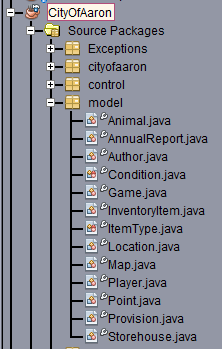 CityOfAaron
Source Packages
Exceptions
cityofaaron
control
model
Animal.java
AnnualReport.java
Author.java
Condition.java
Game.java
InventoryItem.java
ItemType.java
Location.java
Map.java
Player.java
Point.java
Provision.java
Storehouse.java